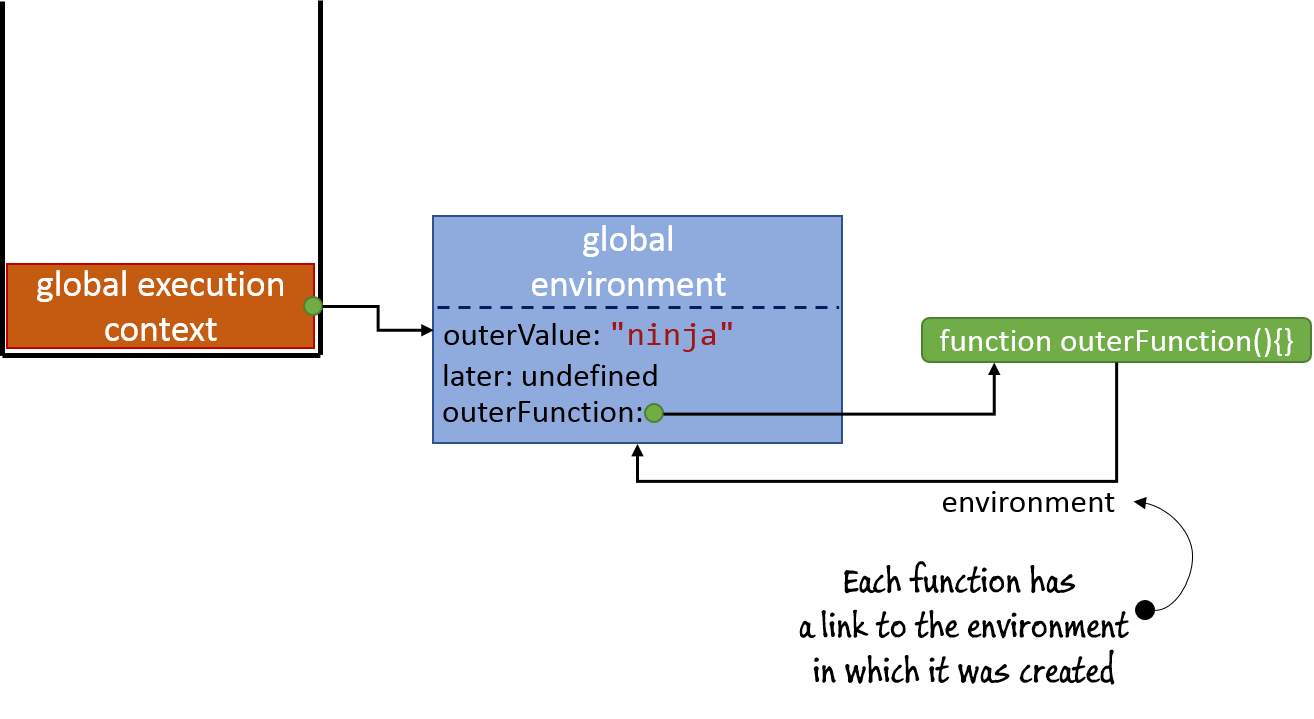 global execution
context
global
environment
outerValue: "ninja"
later: undefined
outerFunction:
function outerFunction(){}
environment
Each function has
a link to the environment
in which it was created